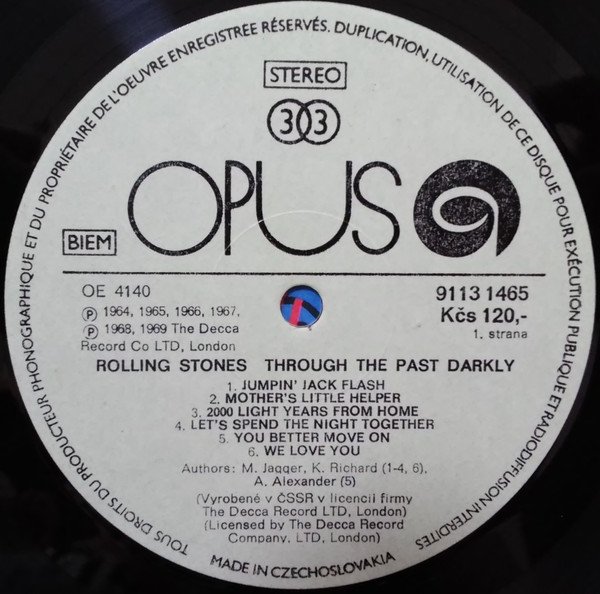 TOUS DROITS DU PRODUCTEUR PHONOGRAPHIQUE ET DU PROPRIÉTAIRE DE L'OEUVRE ENREGISTREE RÉSERVÉS. DUPLICATION, UTILISATION DE CE DISQUE POUR EXÉCUTION PUBLIQUE ET RADIODIFFUSION INTERDITES
STEREO
33
OPUS
BIEM
OE 4140
9113 1465
Ⓟ 1964, 1965, 1966, 1967,
Kčs 120,-
Ⓟ 1968, 1969 The Decca
1. strana
Record Co LTD, London
ROLLING STONES THROUGH THE PAST DARKLY
1. JUMPIN' JACK FLASH
2. MOTHER'S LITTLE HELPER
3. 2000 LIGHT YEARS FROM HOME
4. LET'S SPEND THE NIGHT TOGETHER
5. YOU BETTER MOVE ON
6. WE LOVE YOU
Authors: M. Jagger, K. Richard (1-4, 6),
A. Alexander (5)
(Vyrobené v ČSSR v licencii firmy
The Decca Record LTD, London)
(Licensed by The Decca Record
Company, LTD, London)
MADE IN CZECHOSLOVAKIA